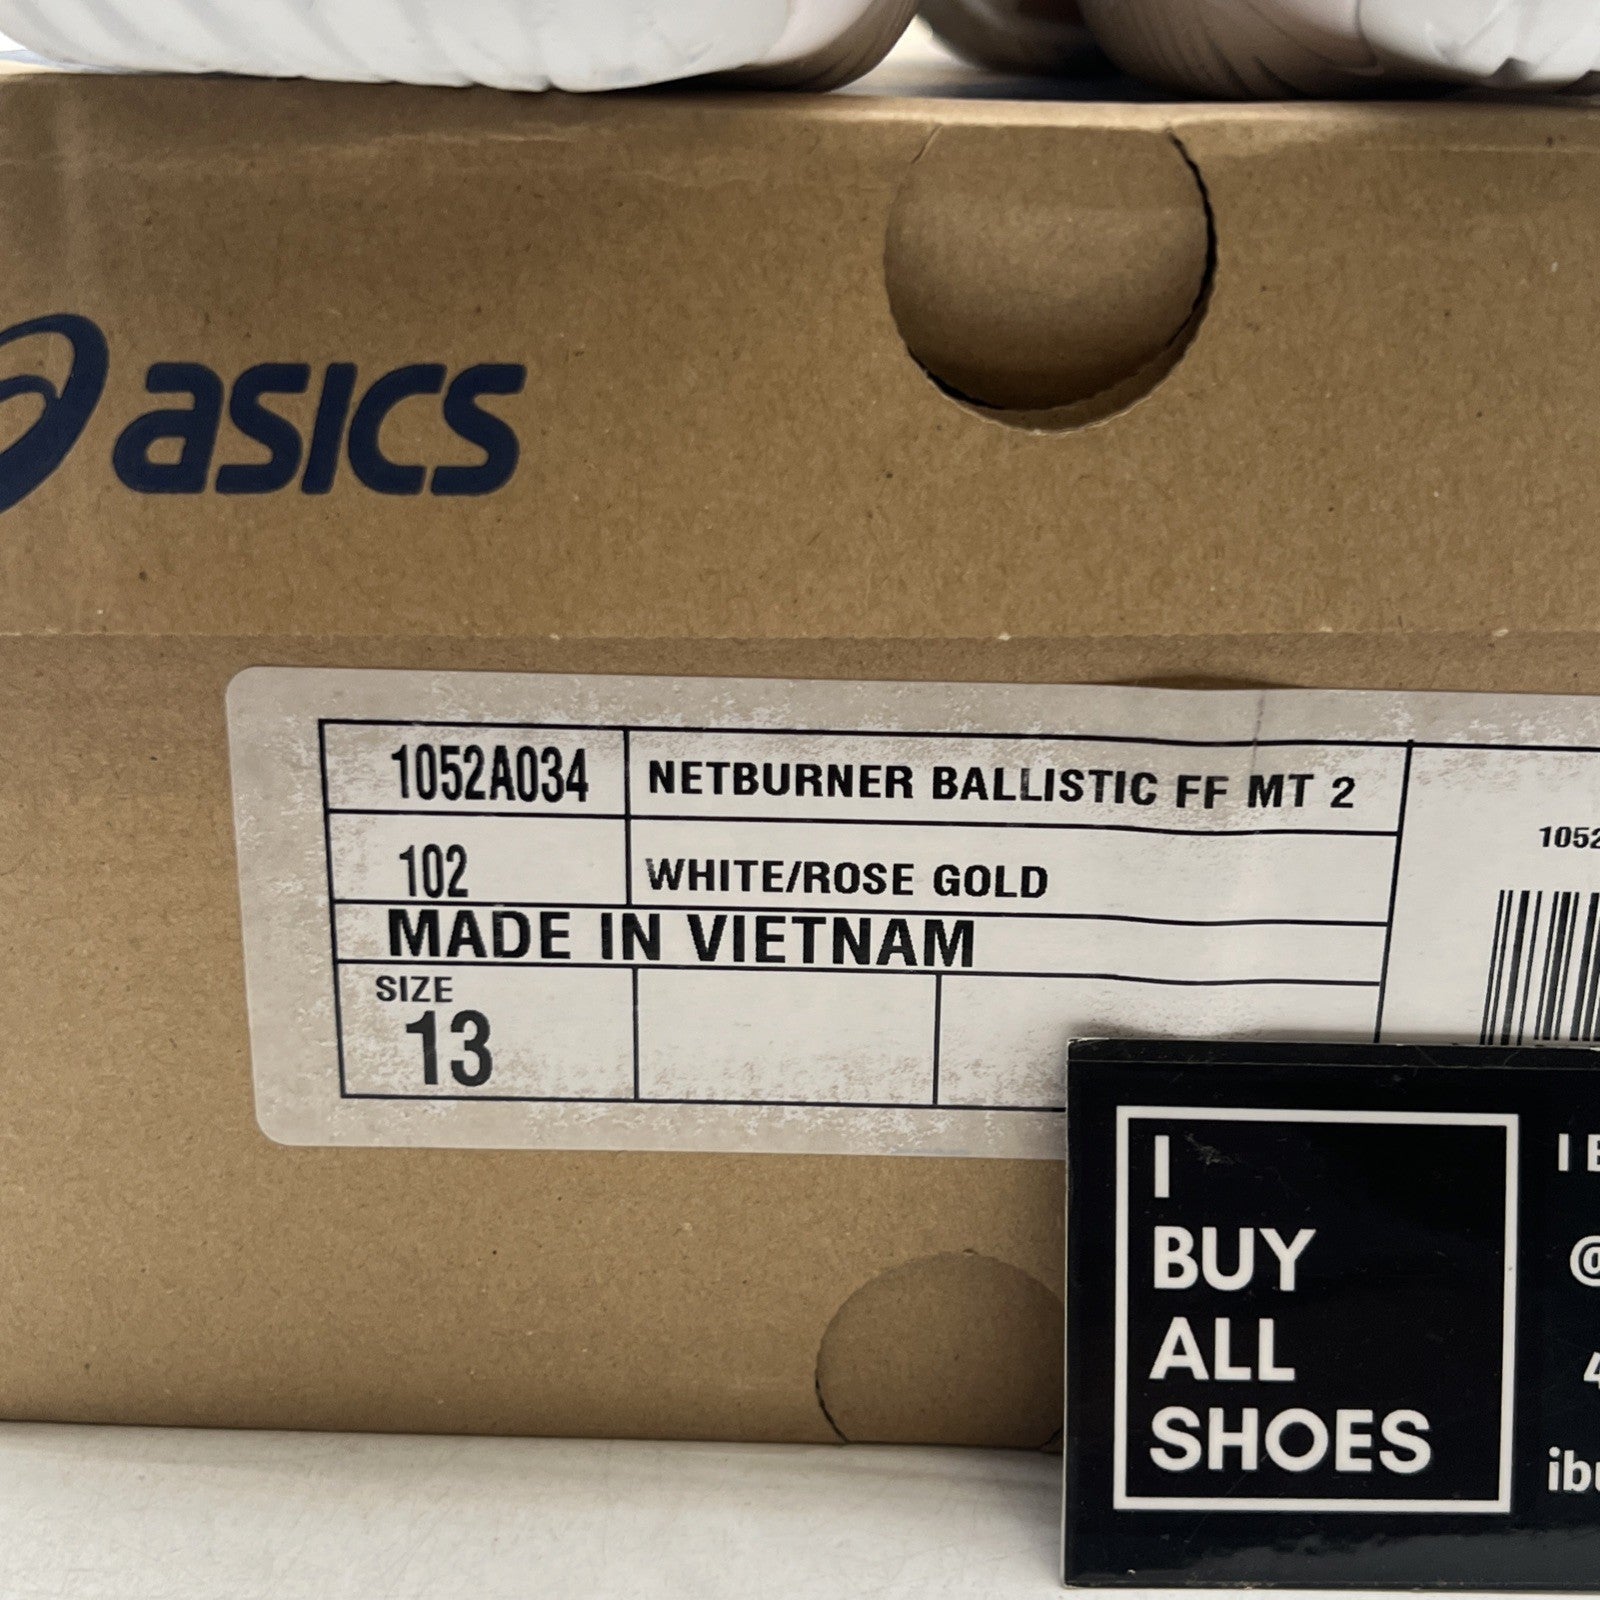 asics
1052A034 NETBURNER BALLISTIC FF MT 2
102 WHITE/ROSE GOLD
MADE IN VIETNAM
SIZE
13
1052
I
BUY
ALL
SHOES
I
@